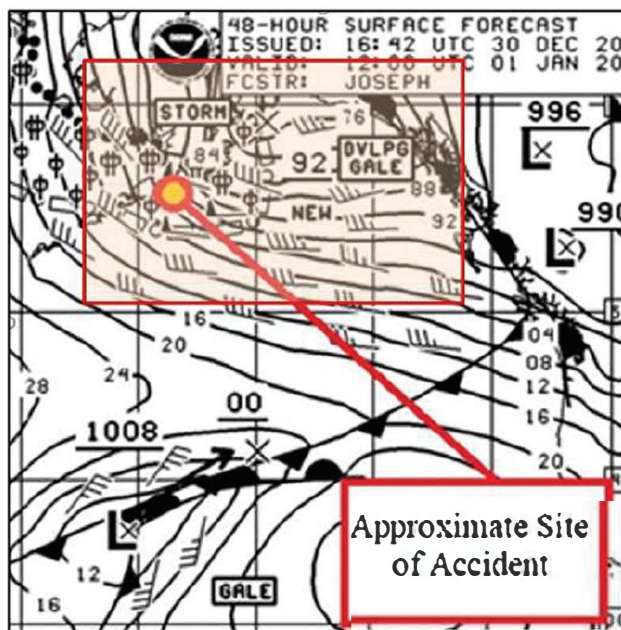 48-HOUR SURFACE FORECAST
ISSUED: 16:42 UTC 30 DEC 20
VALID: 12:00 UTC 01 JAN 20
FCSTR: JOSEPH
STORM
76
996
DVLPG
GALE
84
92
88
NEW
92
990
16
20
04
08
24
12
28
16
00
1008
20
Approximate Site
of Accident
12
GALE
16